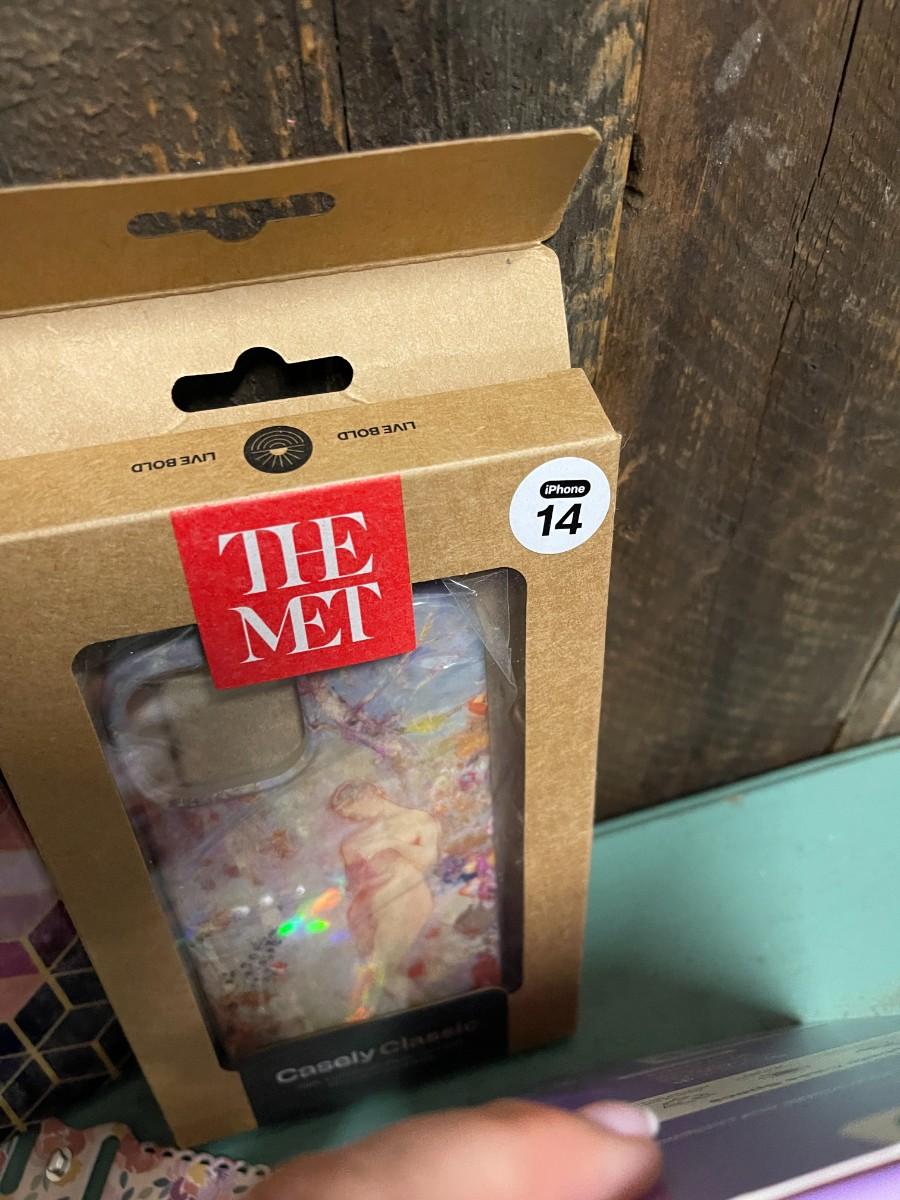 LIVE BOLD
LIVE BOLD
iPhone
14
THE
MET
Casely Classic